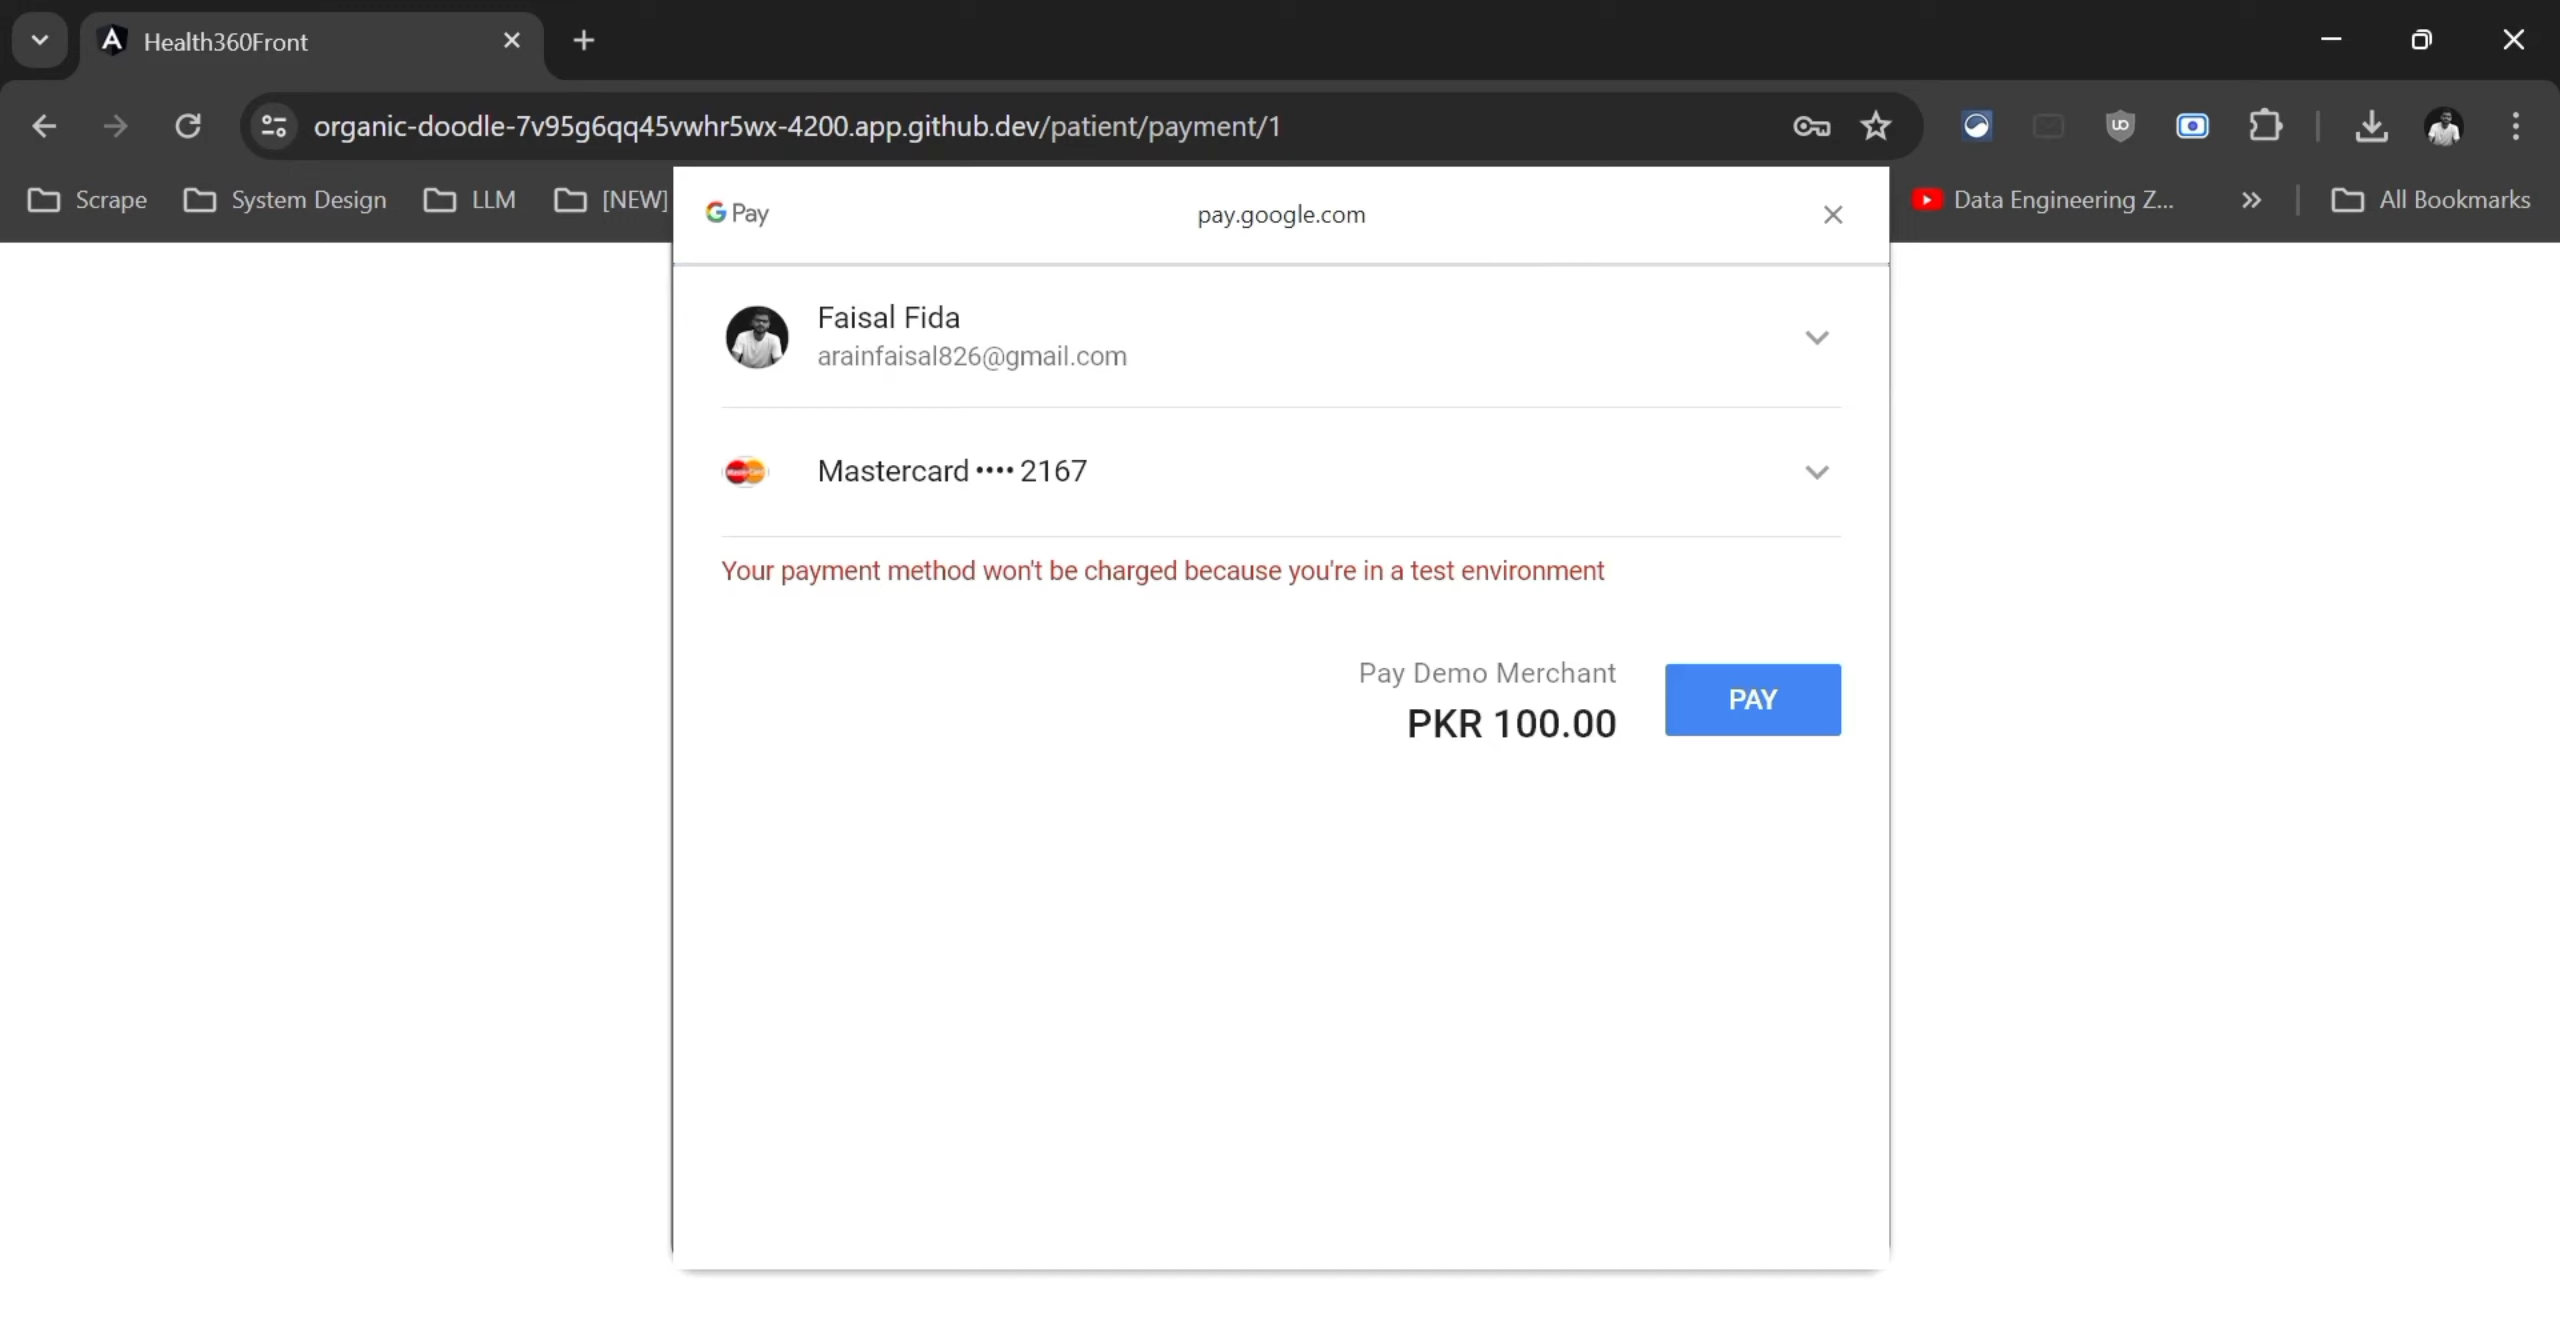 Health360Front
organic-doodle-7v95g6qq45vwhr5wx-4200.app.github.dev/patient/payment/1
Scrape System Design LLM [NEW] Data Engineering Z... All Bookmarks
G Pay pay.google.com
Faisal Fida
arainfaisal826@gmail.com
Mastercard •••• 2167
Your payment method won't be charged because you're in a test environment
Pay Demo Merchant
PKR 100.00
PAY